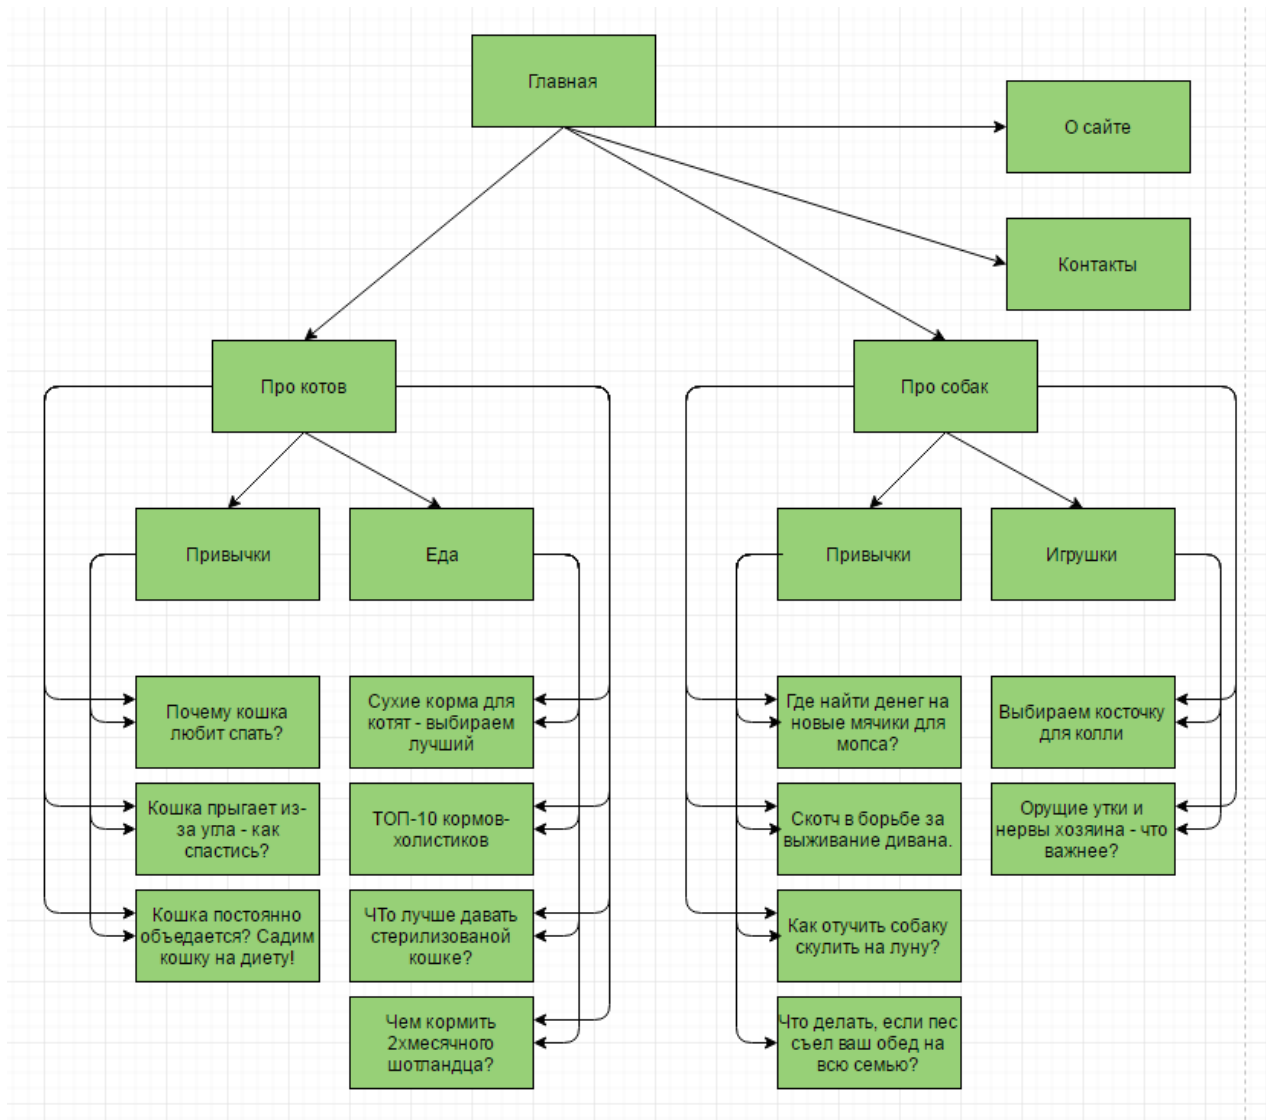 Главная
О сайте
Контакты
Про котов
Про собак
Привычки
Еда
Привычки
Игрушки
Почему кошка
любит спать?
Сухие корма для
котят - выбираем
лучший
Где найти денег на
новые мячики для
мопса?
Выбираем косточку
для колли
Кошка прыгает из-
за угла - как
спастись?
ТОП-10 кормов-
холистиков
Скотч в борьбе за
выживание дивана.
Орущие утки и
нервы хозяина - что
важнее?
Кошка постоянно
объедается? Садим
кошку на диету!
ЧТо лучше давать
стерилизованой
кошке?
Как отучить собаку
скулить на луну?
Чем кормить
2хмесячного
шотландца?
Что делать, если пес
съел ваш обед на
всю семью?